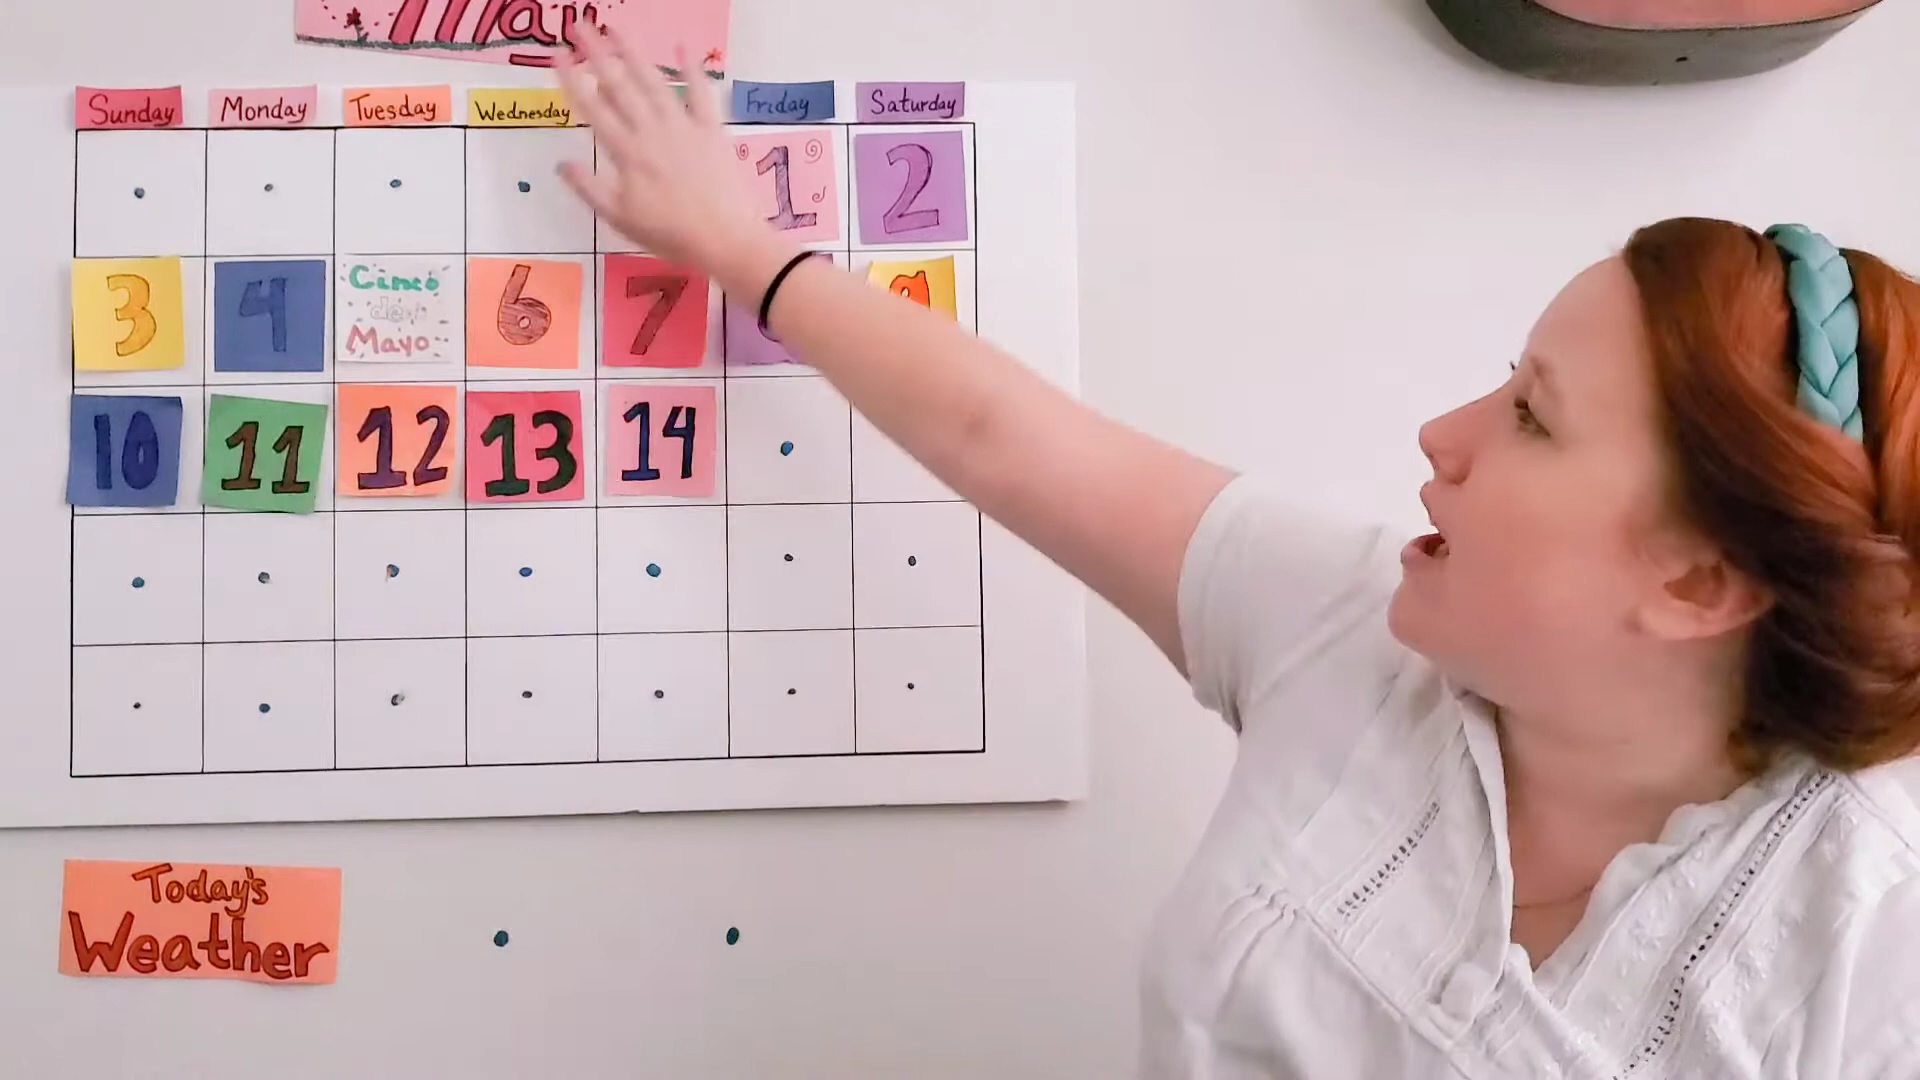 May
Sunday Monday Tuesday Wednesday Friday Saturday
1 2
3 4 Cinco de Mayo 6 7
10 11 12 13 14
Today's
Weather